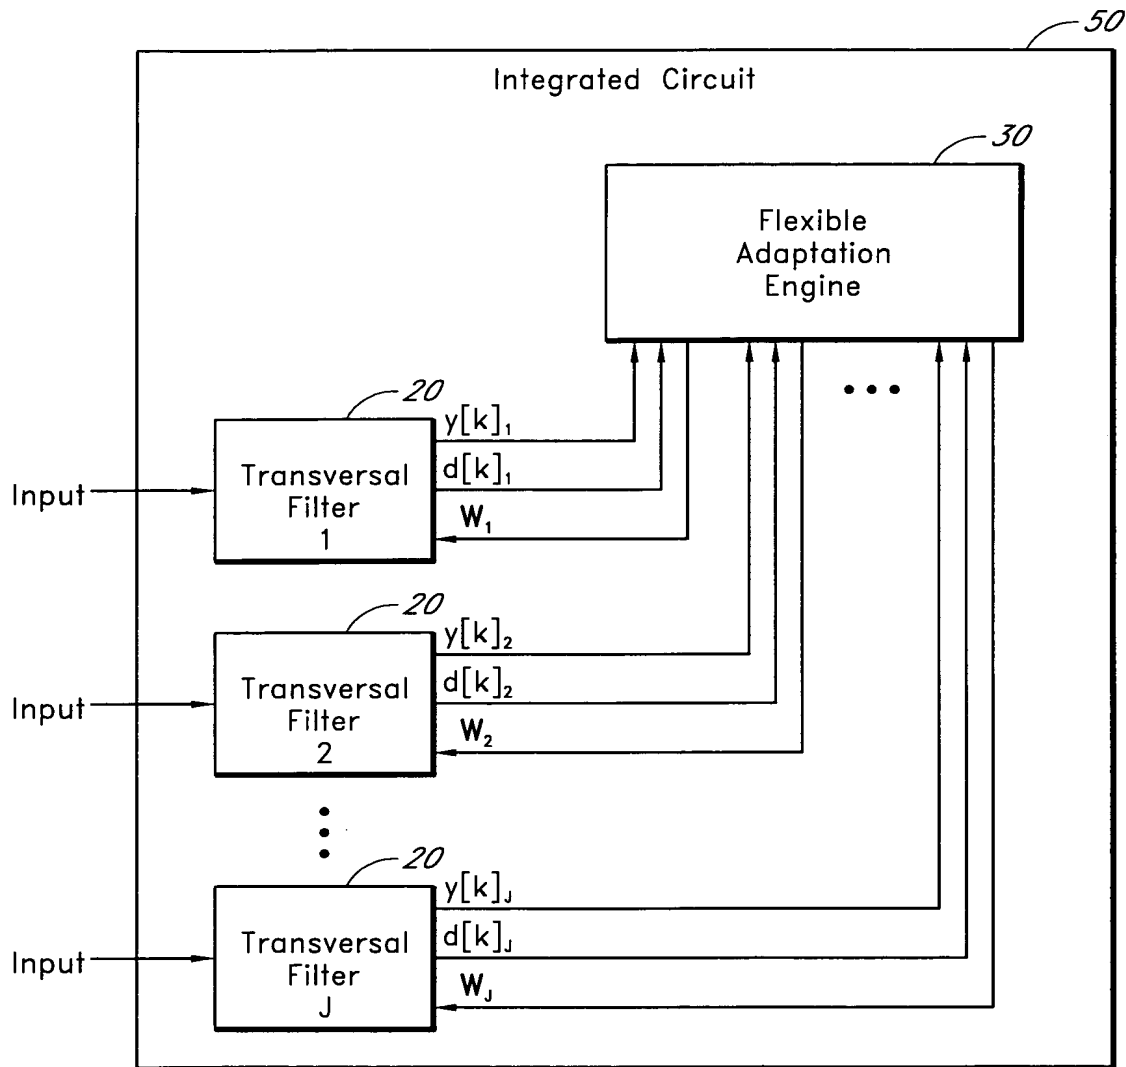 50
Integrated Circuit
30
Flexible
Adaptation
Engine
20
y[k]₁
d[k]₁
W₁
Input
Transversal
Filter
1
20
y[k]₂
d[k]₂
W₂
Input
Transversal
Filter
2
20
y[k]J
d[k]J
WJ
Input
Transversal
Filter
J